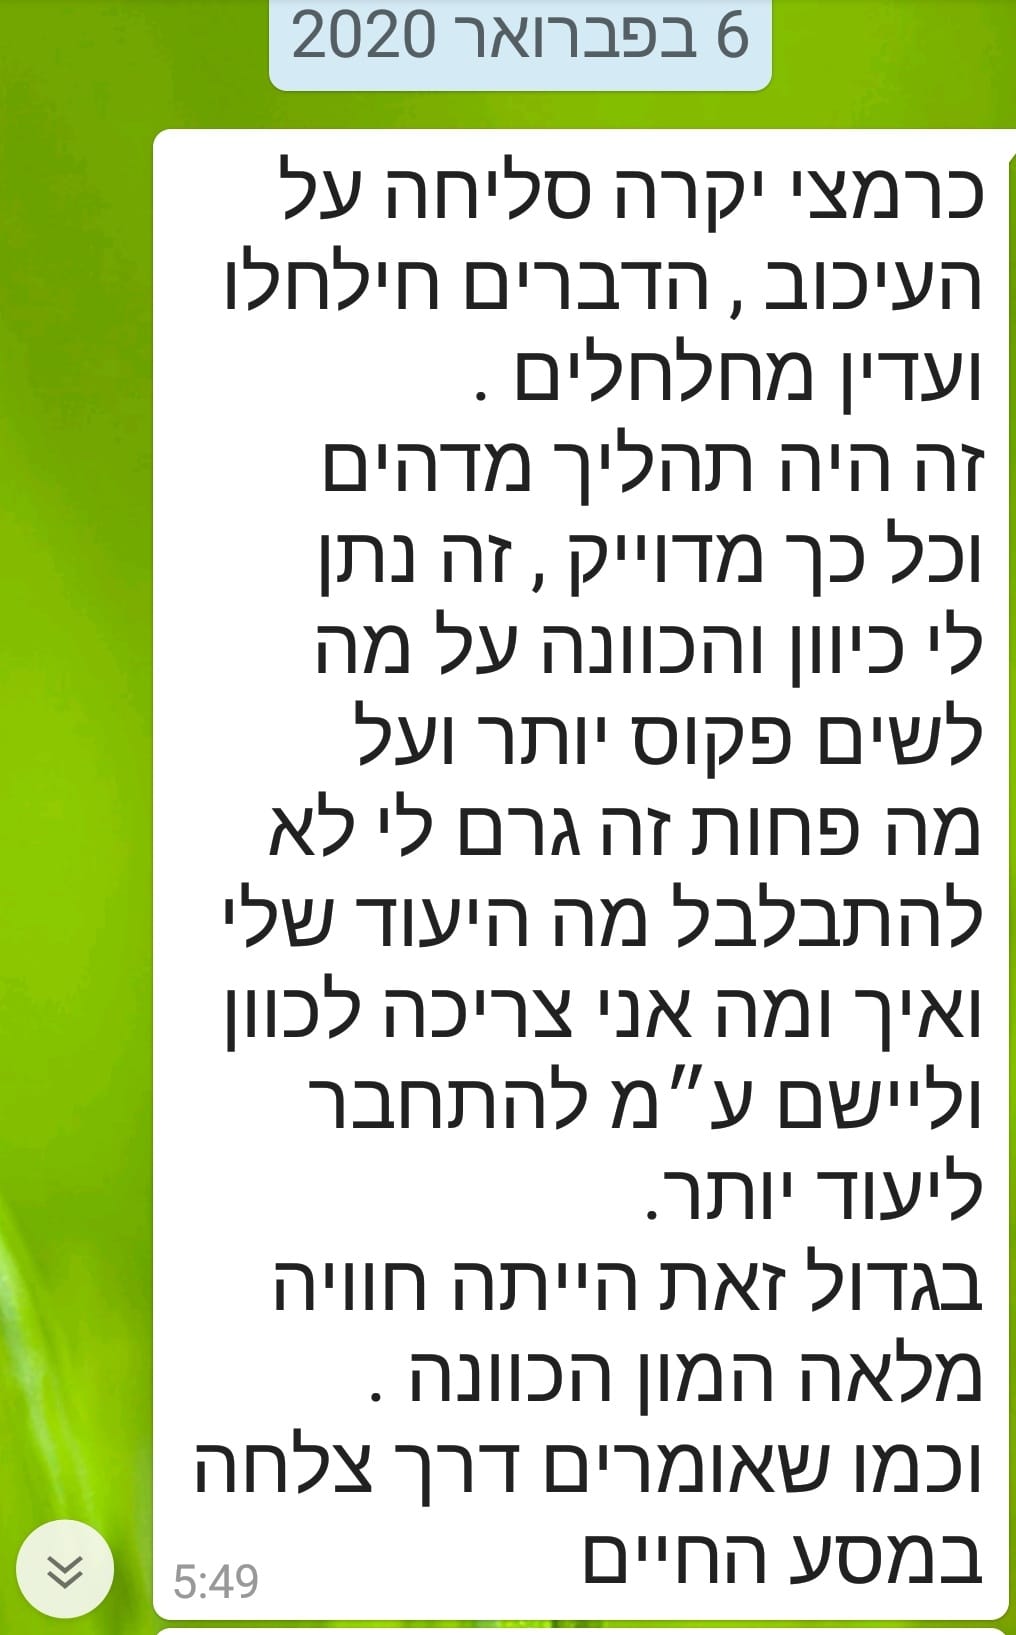 6 בפברואר 2020
כרמצי יקרה סליחה על
העיכוב , הדברים חילחלו
ועדין מחלחלים .
זה היה תהליך מדהים
וכל כך מדוייק , זה נתן
לי כיוון והכוונה על מה
לשים פקוס יותר ועל
מה פחות זה גרם לי לא
להתבלבל מה היעוד שלי
ואיך ומה אני צריכה לכוון
וליישם ע״מ להתחבר
ליעוד יותר.
בגדול זאת הייתה חוויה
מלאה המון הכוונה .
וכמו שאומרים דרך צלחה
במסע החיים
5:49